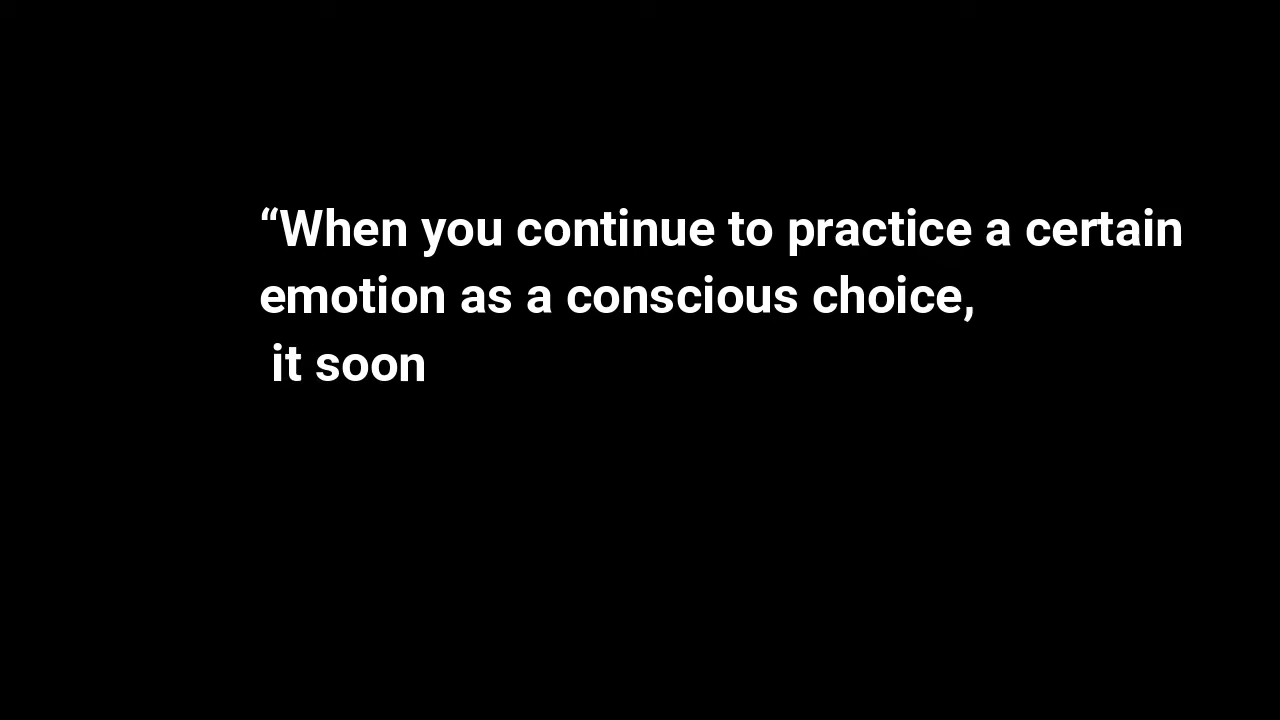 “When you continue to practice a certain
emotion as a conscious choice,
it soon